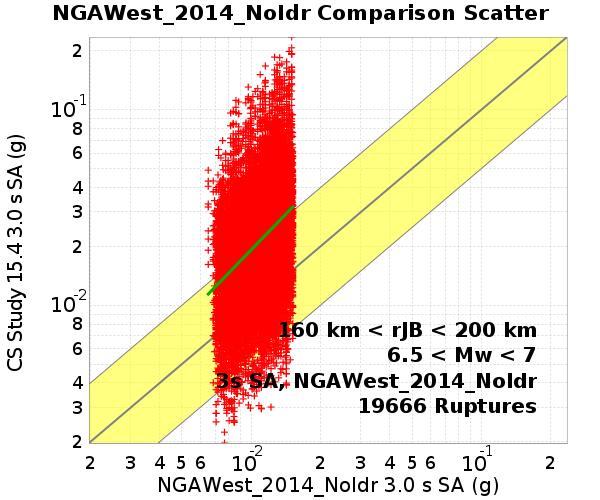 NGAWest_2014_NoIdr Comparison Scatter
CS Study 15.4 3.0 s SA (g)
2
10-1
8
6
4
3
2
10-2
8
6
4
3
2
160 km < rJB < 200 km
6.5 < Mw < 7
3s SA, NGAWest_2014_NoIdr
19666 Ruptures
2 3 4 5 6 10-2 2 3 4 5 6 10-1 2
NGAWest_2014_NoIdr 3.0 s SA (g)